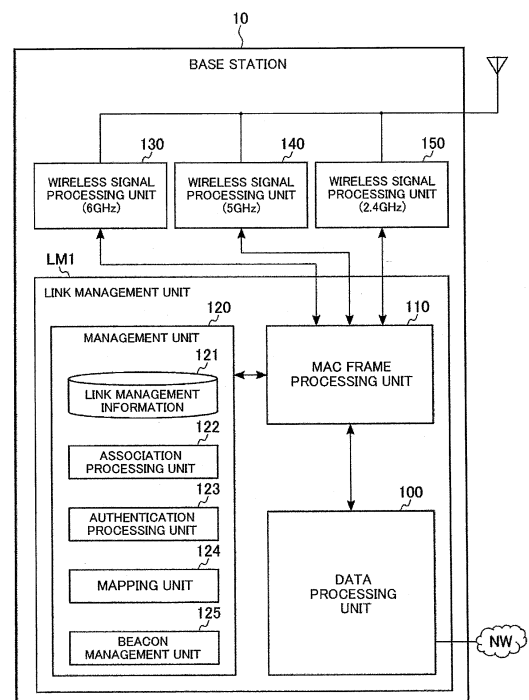 10
BASE STATION
130
140
150
WIRELESS SIGNAL
PROCESSING UNIT
(6GHz)
WIRELESS SIGNAL
PROCESSING UNIT
(5GHz)
WIRELESS SIGNAL
PROCESSING UNIT
(2.4GHz)
LM1
LINK MANAGEMENT UNIT
120
MANAGEMENT UNIT
121
LINK MANAGEMENT
INFORMATION
122
ASSOCIATION
PROCESSING UNIT
123
AUTHENTICATION
PROCESSING UNIT
124
MAPPING UNIT
125
BEACON
MANAGEMENT UNIT
110
MAC FRAME
PROCESSING UNIT
100
DATA
PROCESSING
UNIT
NW